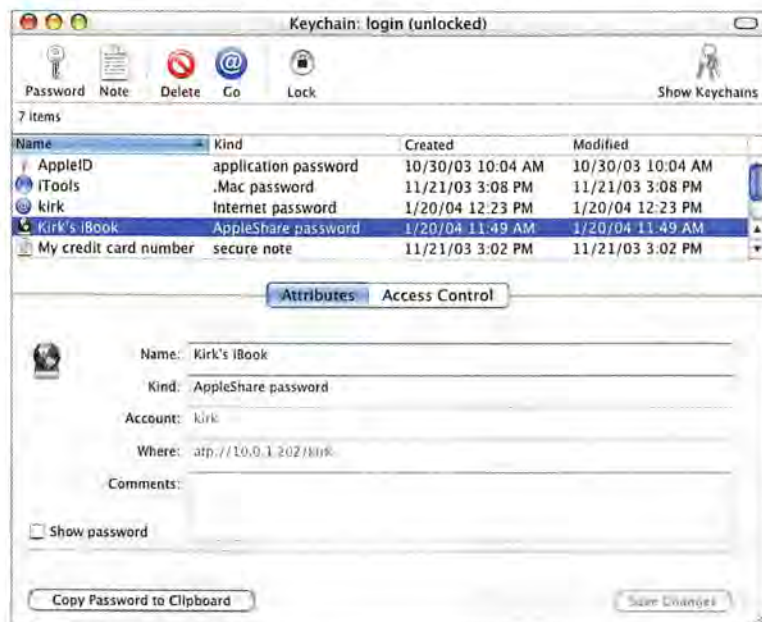 Keychain: login (unlocked)
Password Note Delete Go Lock Show Keychains
7 items
Name Kind Created Modified
AppleID application password 10/30/03 10:04 AM 10/30/03 10:04 AM
iTools .Mac password 11/21/03 3:08 PM 11/21/03 3:08 PM
kirk Internet password 1/20/04 12:23 PM 1/20/04 12:23 PM
Kirk's iBook AppleShare password 1/20/04 11:49 AM 1/20/04 11:49 AM
My credit card number secure note 11/21/03 3:02 PM 11/21/03 3:02 PM
Attributes Access Control
Name: Kirk's iBook
Kind: AppleShare password
Account: kirk
Where: afp://10.0.1.202/kirk
Comments:
Show password
Copy Password to Clipboard Save Changes